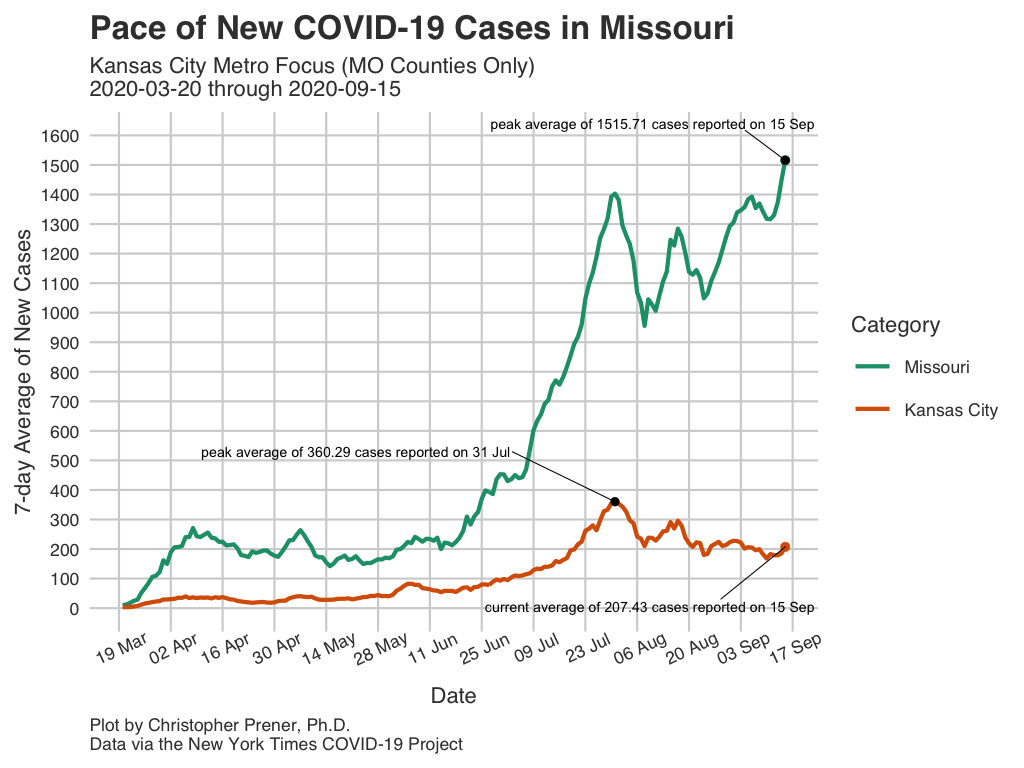 Pace of New COVID-19 Cases in Missouri
Kansas City Metro Focus (MO Counties Only)
2020-03-20 through 2020-09-15
peak average of 1515.71 cases reported on 15 Sep
1600
1500
1400
1300
1200
1100
1000
900
800
700
600
500
400
300
200
100
0
7-day Average of New Cases
peak average of 360.29 cases reported on 31 Jul
current average of 207.43 cases reported on 15 Sep
Category
Missouri
Kansas City
19 Mar
02 Apr
16 Apr
30 Apr
14 May
28 May
11 Jun
25 Jun
09 Jul
23 Jul
06 Aug
20 Aug
03 Sep
17 Sep
Date
Plot by Christopher Prener, Ph.D.
Data via the New York Times COVID-19 Project